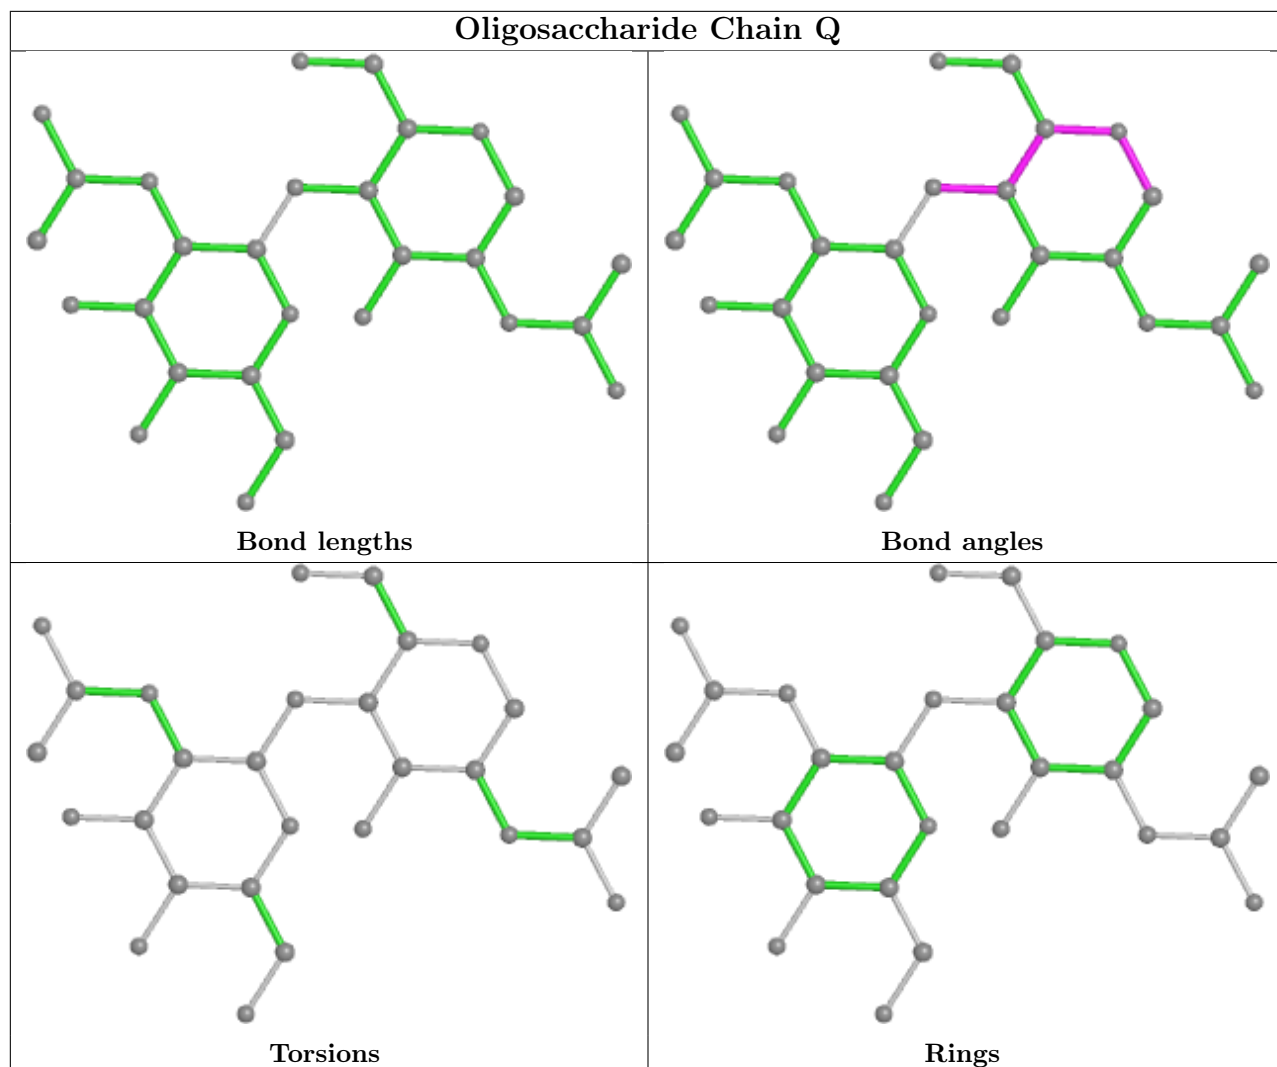 Oligosaccharide Chain Q
Bond lengths
Bond angles
Torsions
Rings